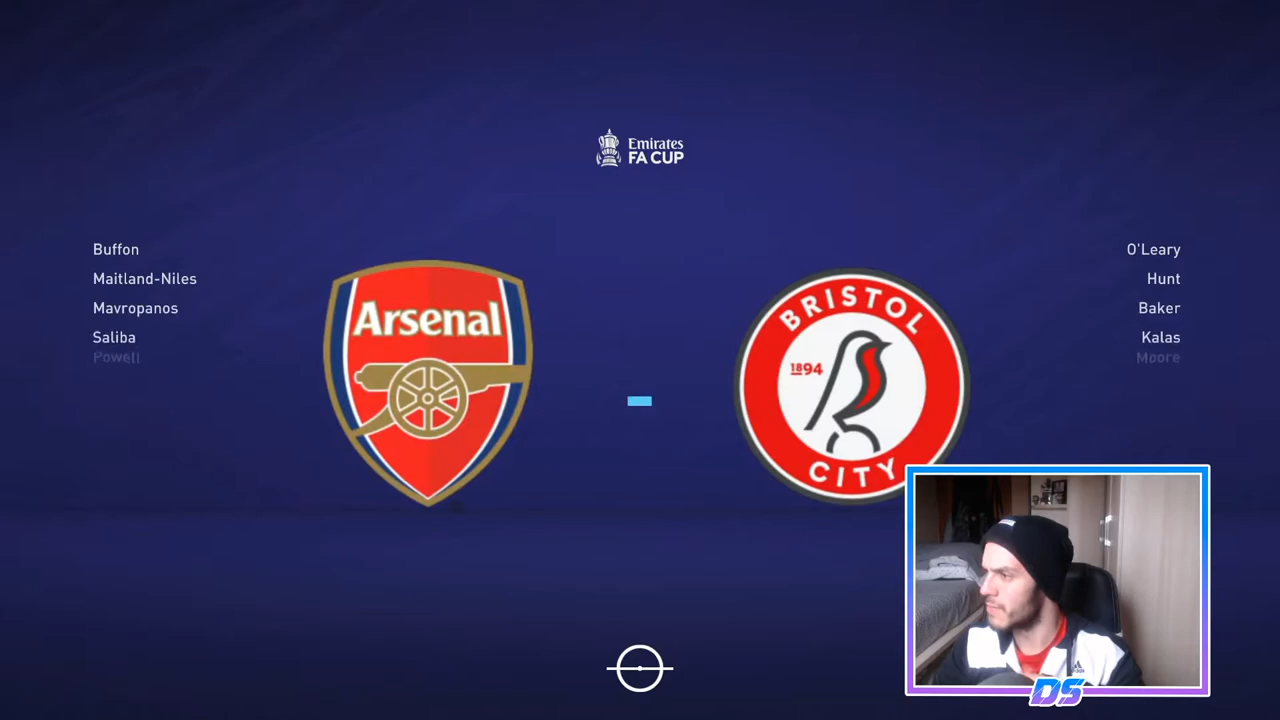 Emirates
FA CUP
Buffon
Maitland-Niles
Mavropanos
Saliba
Powell
Arsenal
BRISTOL
1894
CITY
O'Leary
Hunt
Baker
Kalas
Moore
adidas
DS